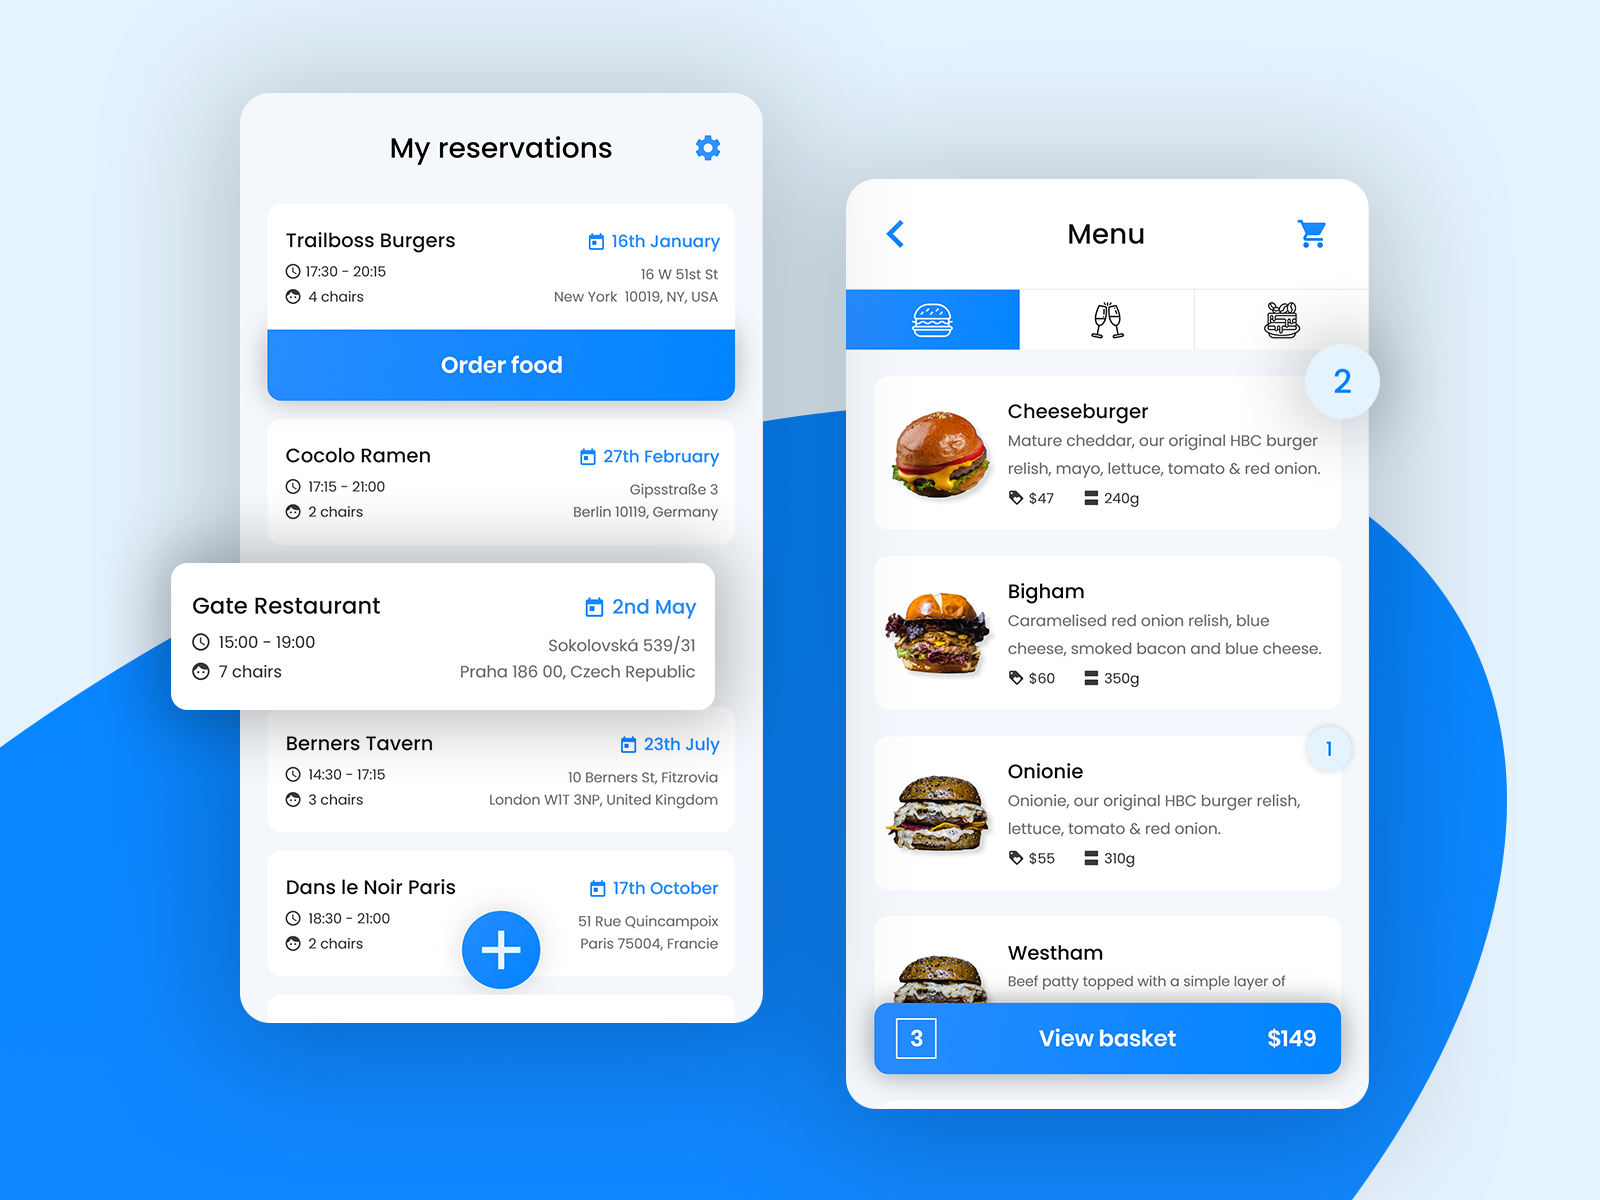 My reservations
Trailboss Burgers
16th January
17:30 - 20:15
16 W 51st St
4 chairs
New York 10019, NY, USA
Order food
Cocolo Ramen
27th February
17:15 - 21:00
Gipsstraße 3
2 chairs
Berlin 10119, Germany
Gate Restaurant
2nd May
15:00 - 19:00
Sokolovská 539/31
7 chairs
Praha 186 00, Czech Republic
Berners Tavern
23th July
14:30 - 17:15
10 Berners St, Fitzrovia
3 chairs
London W1T 3NP, United Kingdom
Dans le Noir Paris
17th October
18:30 - 21:00
51 Rue Quincampoix
2 chairs
Paris 75004, Francie
Menu
2
Cheeseburger
Mature cheddar, our original HBC burger
relish, mayo, lettuce, tomato & red onion.
$47
240g
Bigham
Caramelised red onion relish, blue
cheese, smoked bacon and blue cheese.
$60
350g
1
Onionie
Onionie, our original HBC burger relish,
lettuce, tomato & red onion.
$55
310g
Westham
Beef patty topped with a simple layer of
3
View basket
$149